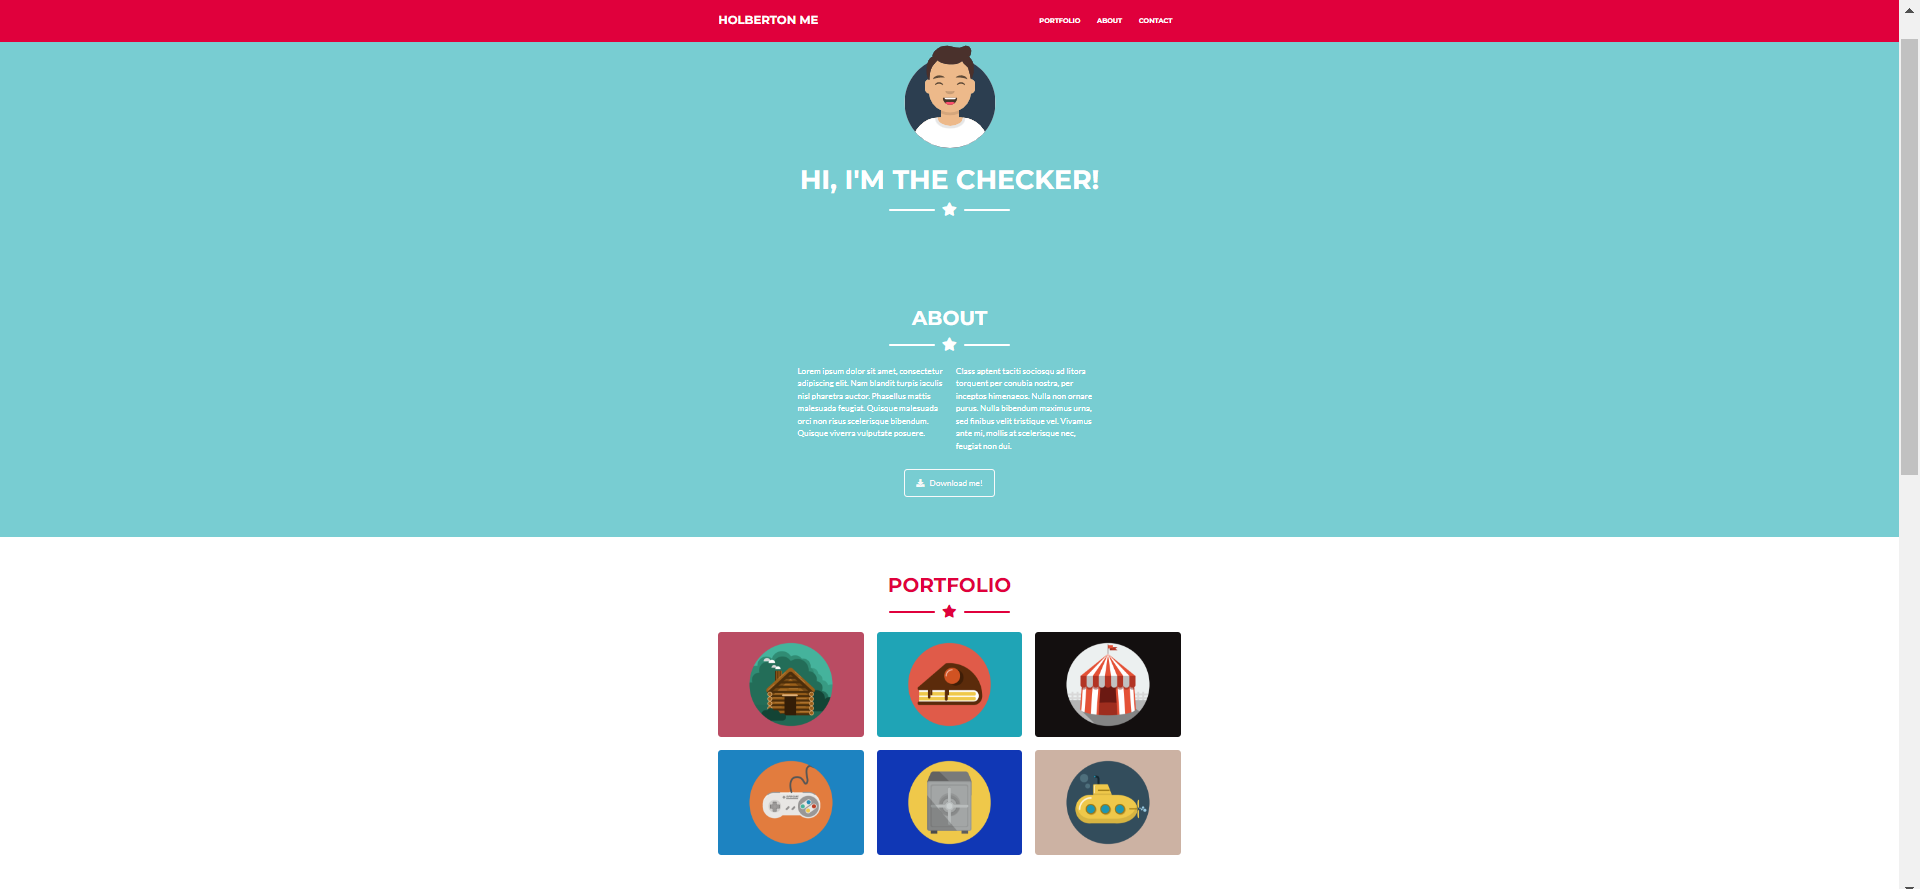 HOLBERTON ME
PORTFOLIO ABOUT CONTACT
HI, I'M THE CHECKER!
ABOUT
Lorem ipsum dolor sit amet, consectetur
adipiscing elit. Nam blandit turpis iaculis
nisl pharetra auctor. Phasellus mattis
malesuada feugiat. Quisque malesuada
orci non risus scelerisque bibendum.
Quisque viverra vulputate posuere.
Class aptent taciti sociosqu ad litora
torquent per conubia nostra, per
inceptos himenaeos. Nulla non ornare
purus. Nulla bibendum maximus urna,
sed finibus velit tristique vel. Vivamus
ante mi, mollis at scelerisque nec,
feugiat non dui.
Download me!
PORTFOLIO